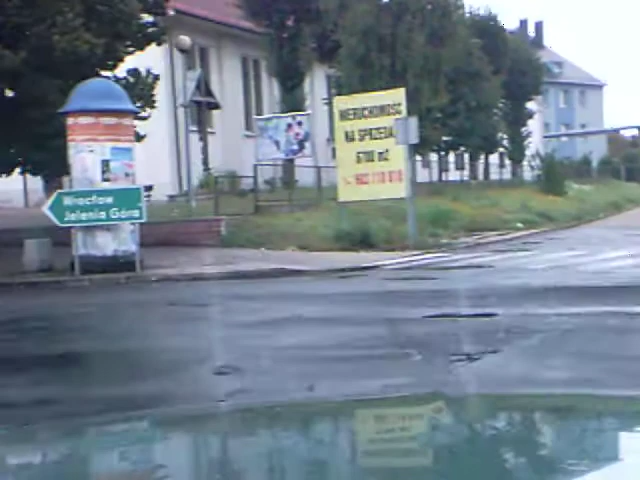 Wrocław
Jelenia Góra
NIERUCHOMOŚĆ
NA SPRZEDAŻ
6700 m2